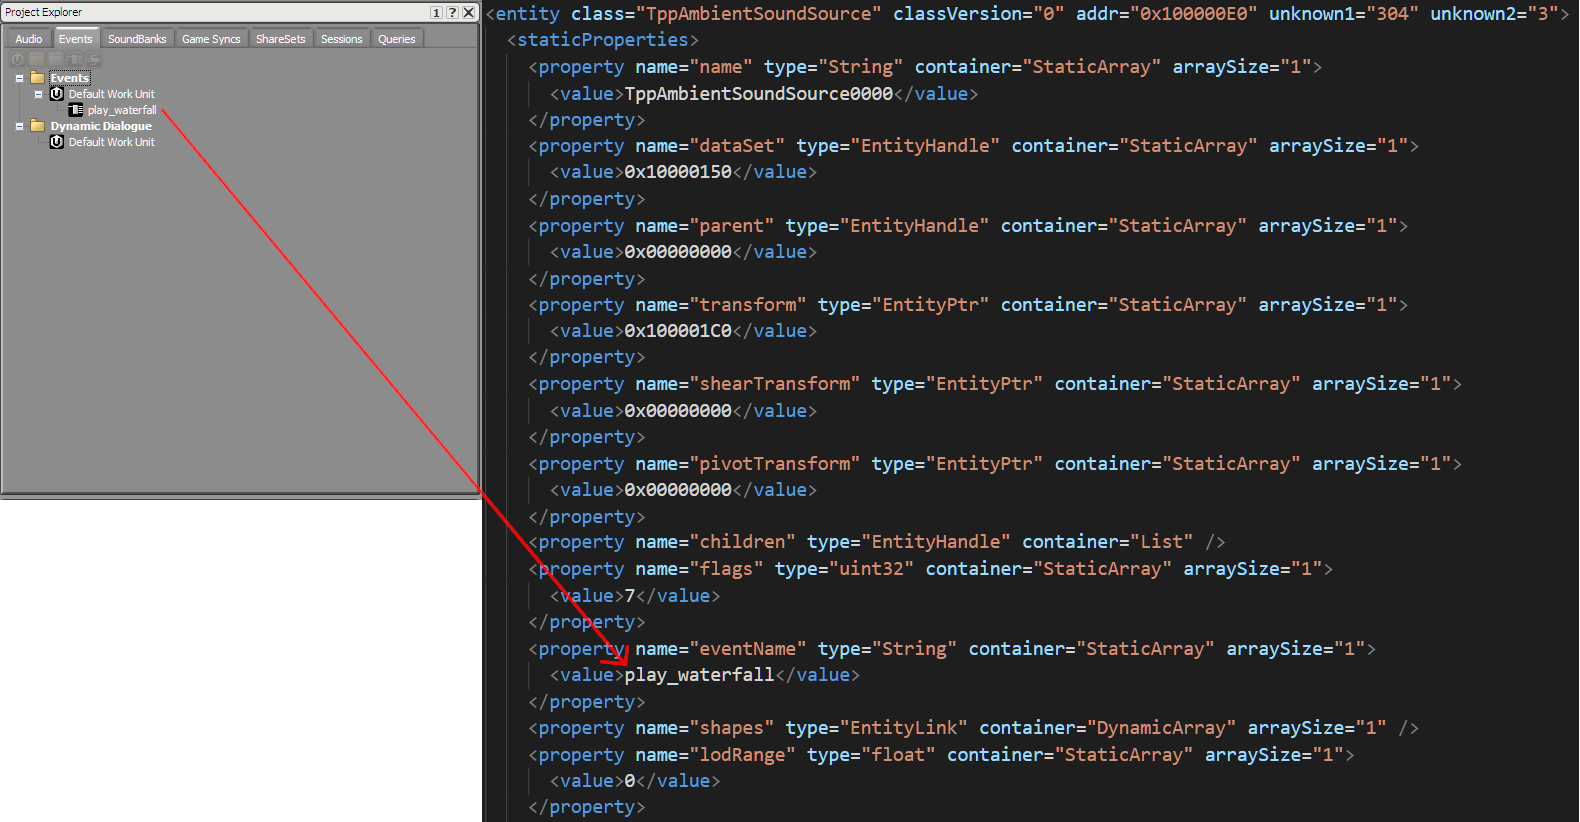 Project Explorer
1 ? X
Audio Events SoundBanks Game Syncs ShareSets Sessions Queries
Events
Default Work Unit
play_waterfall
Dynamic Dialogue
Default Work Unit
<entity class="TppAmbientSoundSource" classVersion="0" addr="0x100000E0" unknown1="304" unknown2="3">
<staticProperties>
<property name="name" type="String" container="StaticArray" arraySize="1">
<value>TppAmbientSoundSource0000</value>
</property>
<property name="dataSet" type="EntityHandle" container="StaticArray" arraySize="1">
<value>0x10000150</value>
</property>
<property name="parent" type="EntityHandle" container="StaticArray" arraySize="1">
<value>0x00000000</value>
</property>
<property name="transform" type="EntityPtr" container="StaticArray" arraySize="1">
<value>0x100001C0</value>
</property>
<property name="shearTransform" type="EntityPtr" container="StaticArray" arraySize="1">
<value>0x00000000</value>
</property>
<property name="pivotTransform" type="EntityPtr" container="StaticArray" arraySize="1">
<value>0x00000000</value>
</property>
<property name="children" type="EntityHandle" container="List" />
<property name="flags" type="uint32" container="StaticArray" arraySize="1">
<value>7</value>
</property>
<property name="eventName" type="String" container="StaticArray" arraySize="1">
<value>play_waterfall</value>
</property>
<property name="shapes" type="EntityLink" container="DynamicArray" arraySize="1" />
<property name="lodRange" type="float" container="StaticArray" arraySize="1">
<value>0</value>
</property>